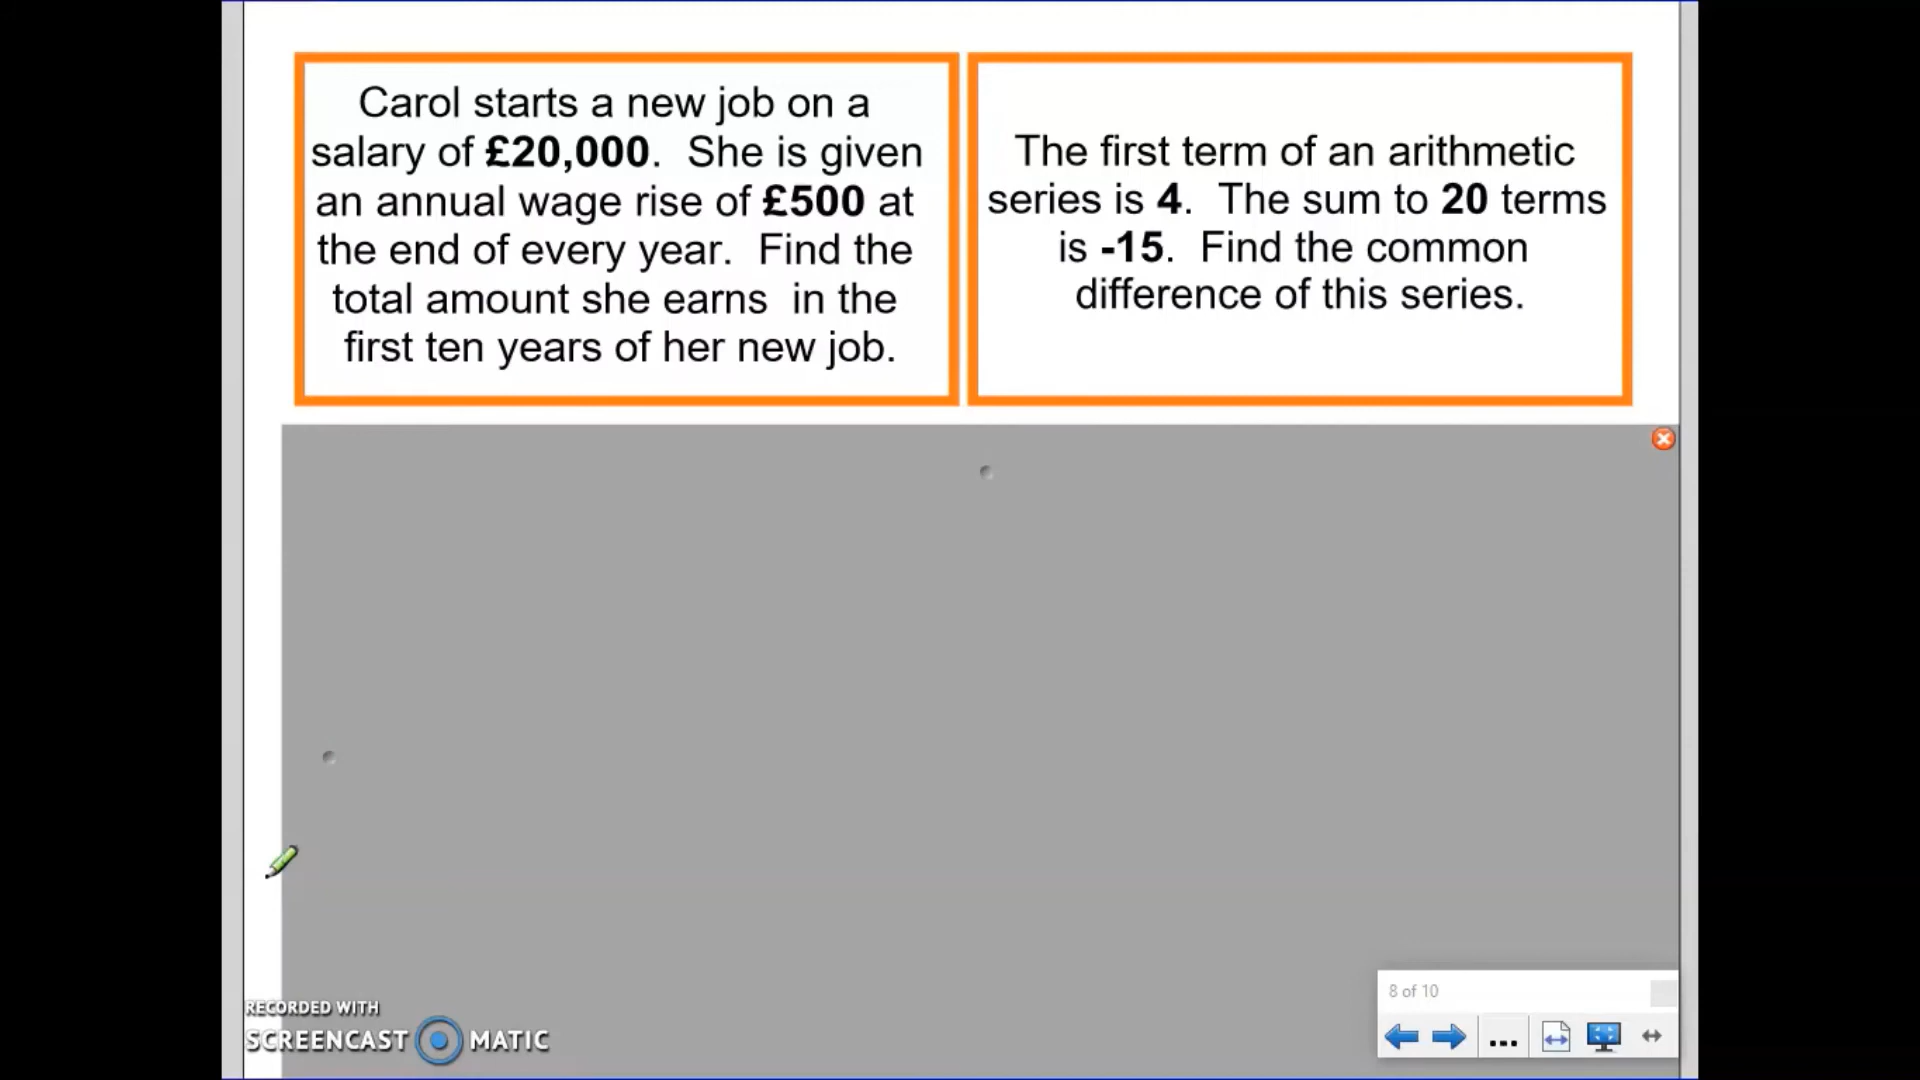 Carol starts a new job on a
salary of £20,000.  She is given
an annual wage rise of £500 at
the end of every year.  Find the
total amount she earns  in the
first ten years of her new job.
The first term of an arithmetic
series is 4.  The sum to 20 terms
is -15.  Find the common
difference of this series.
RECORDED WITH
SCREENCAST MATIC
8 of 10